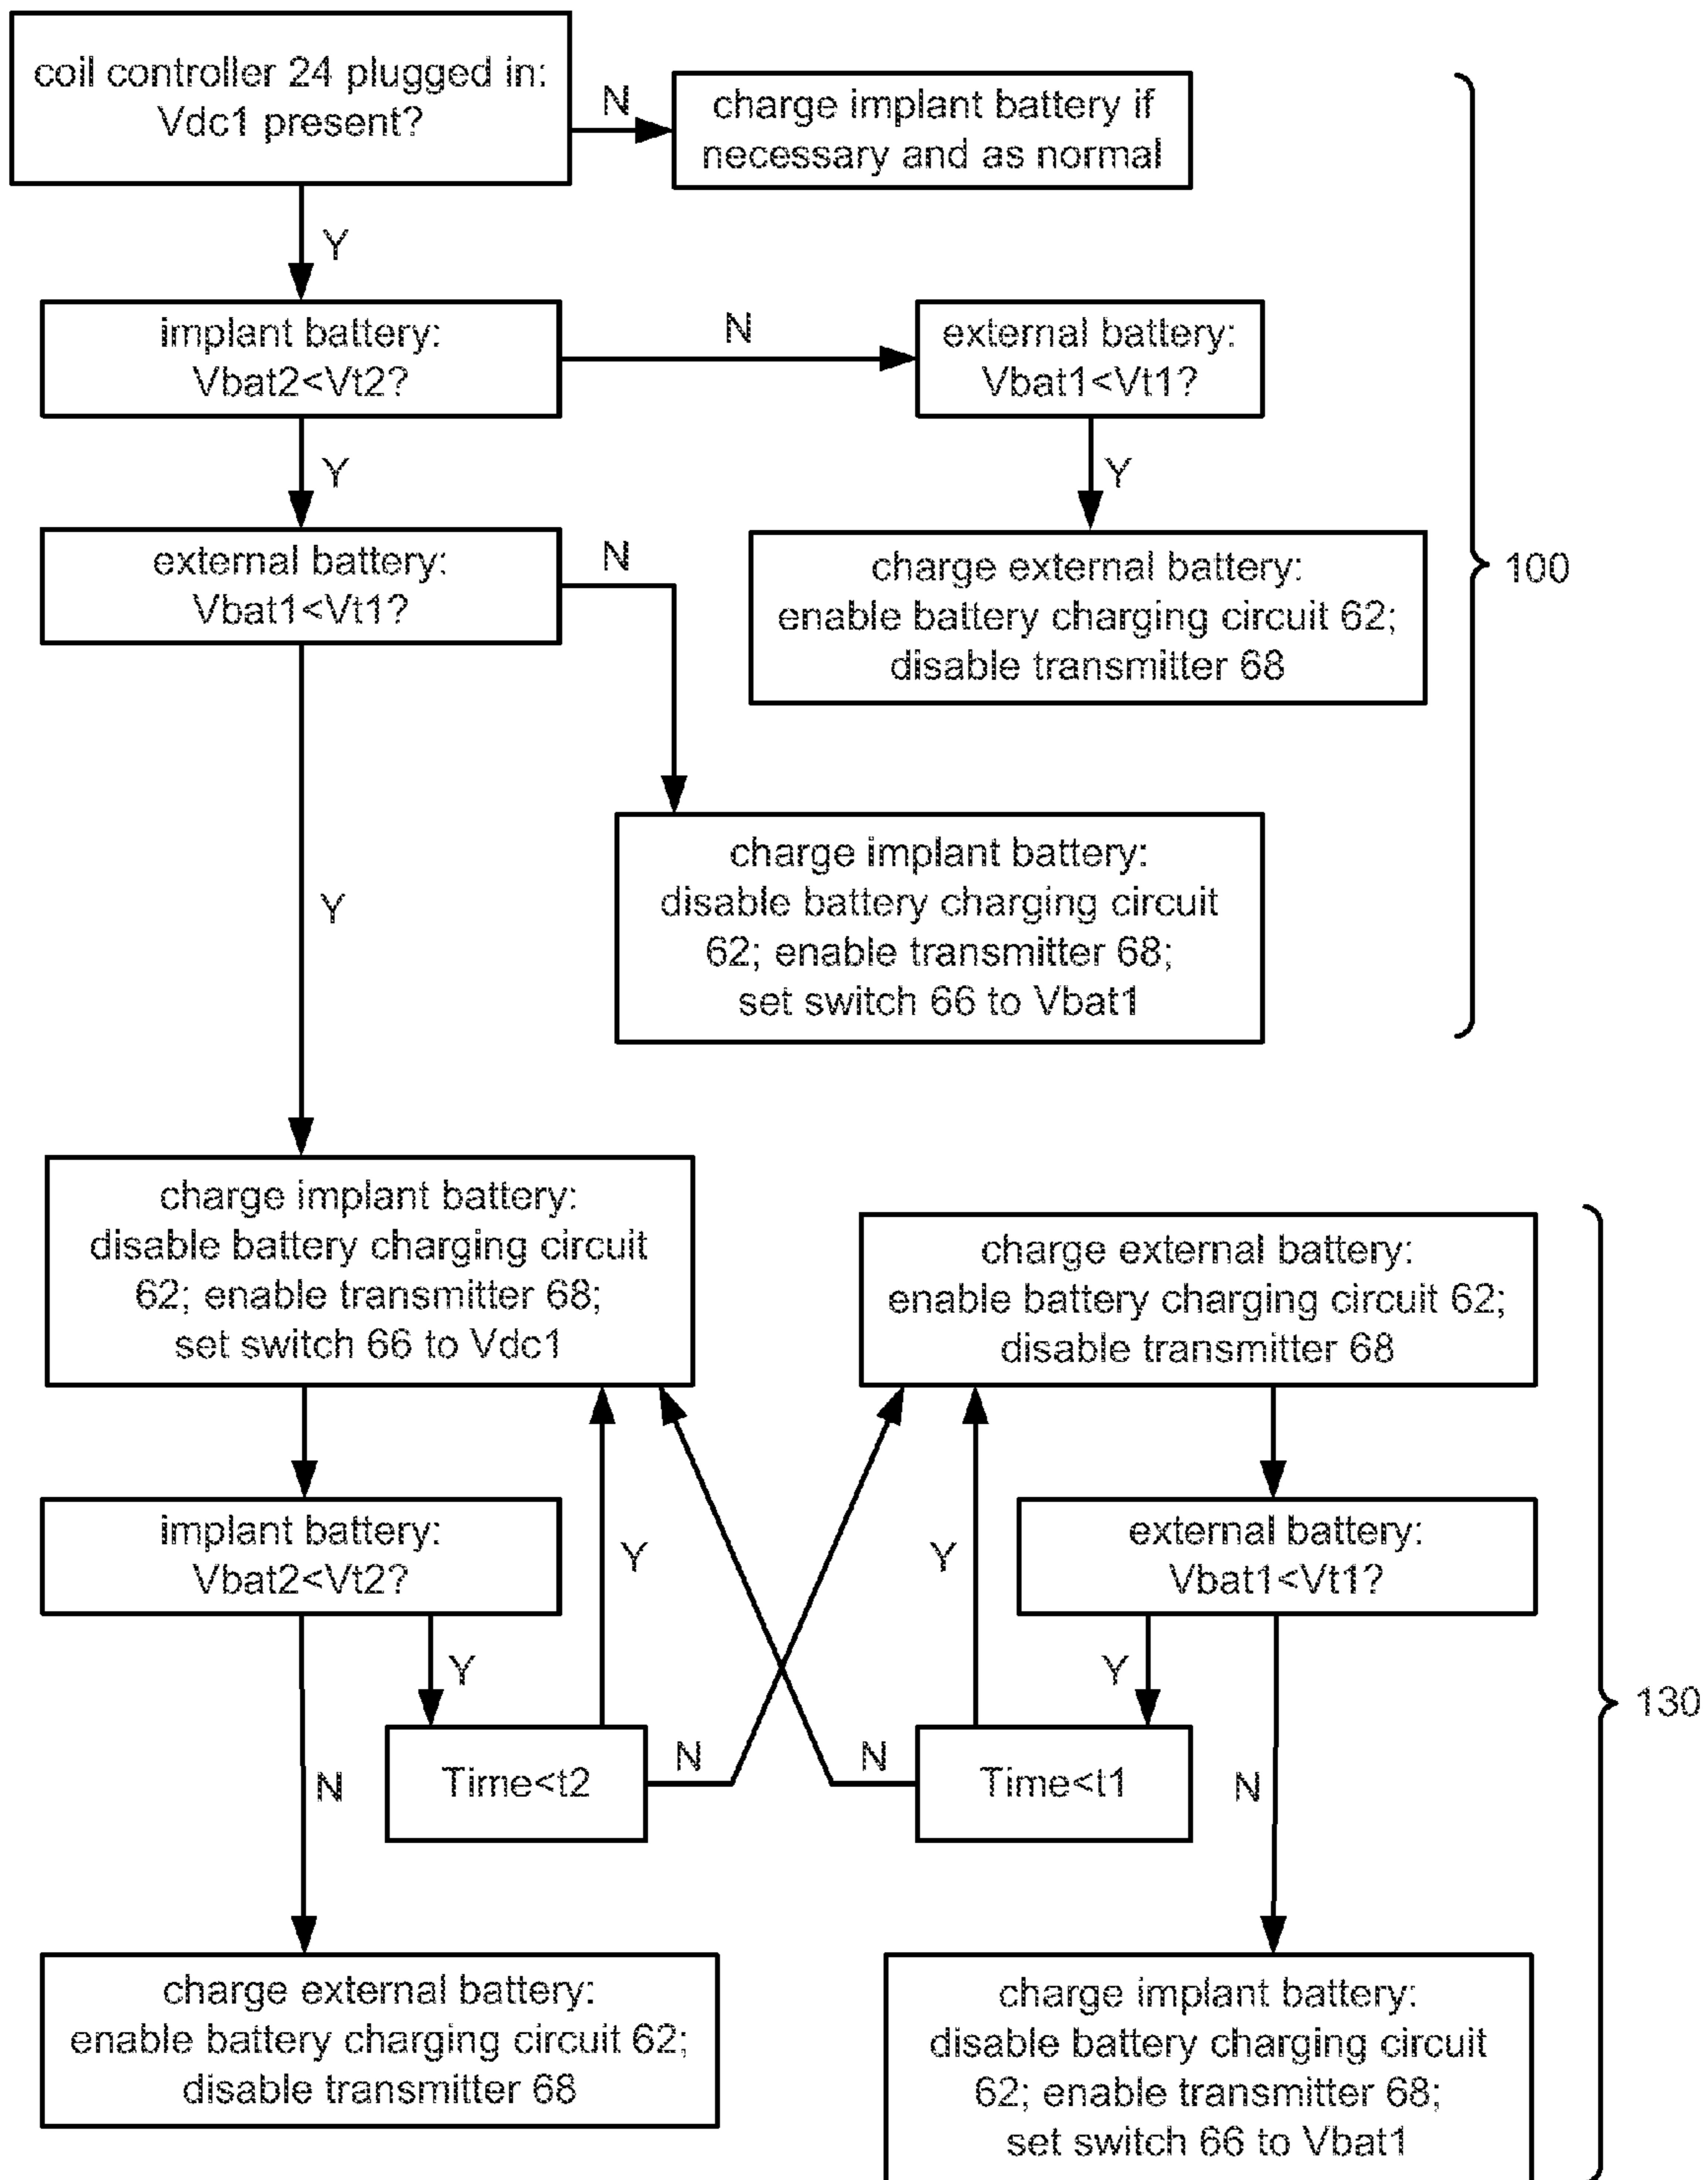 coil controller 24 plugged in:
Vdc1 present?
N
charge implant battery if
necessary and as normal
Y
implant battery:
Vbat2<Vt2?
N
external battery:
Vbat1<Vt1?
Y
Y
external battery:
Vbat1<Vt1?
N
charge external battery:
enable battery charging circuit 62;
disable transmitter 68
100
Y
charge implant battery:
disable battery charging circuit
62; enable transmitter 68;
set switch 66 to Vbat1
charge implant battery:
disable battery charging circuit
62; enable transmitter 68;
set switch 66 to Vdc1
charge external battery:
enable battery charging circuit 62;
disable transmitter 68
implant battery:
Vbat2<Vt2?
Y
Y
external battery:
Vbat1<Vt1?
Y
Y
130
N
Time<t2
N
N
Time<t1
N
charge external battery:
enable battery charging circuit 62;
disable transmitter 68
charge implant battery:
disable battery charging circuit
62; enable transmitter 68;
set switch 66 to Vbat1